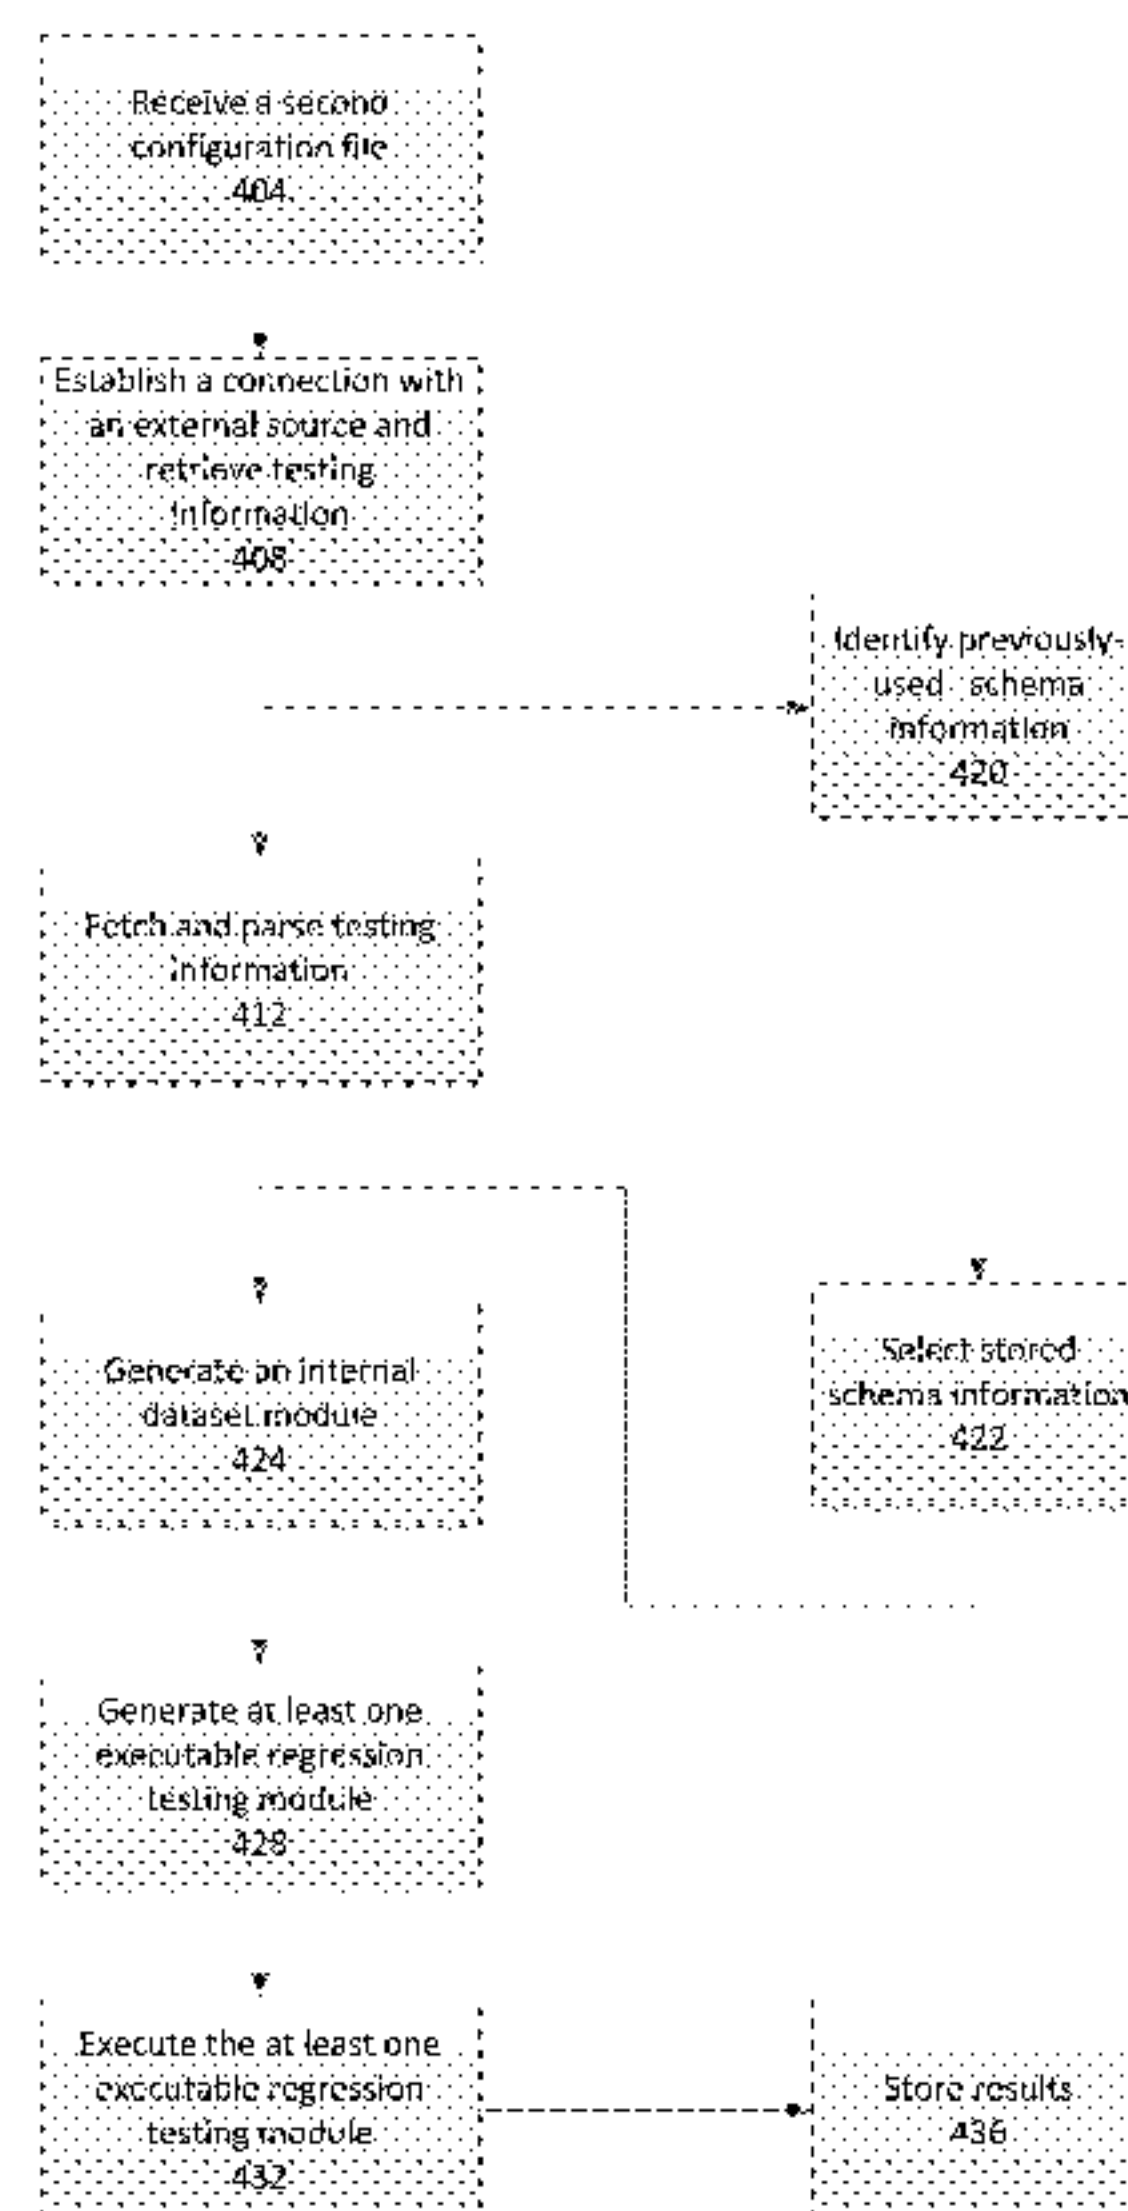 Receive a second
configuration file
404
Establish a connection with
an external source and
retrieve testing
information
408
Identify previously-
used schema
information
420
Fetch and parse testing
information
412
Generate an internal
dataset module
424
Select stored
schema information
422
Generate at least one
executable regression
testing module
428
Execute the at least one
executable regression
testing module
432
Store results
436